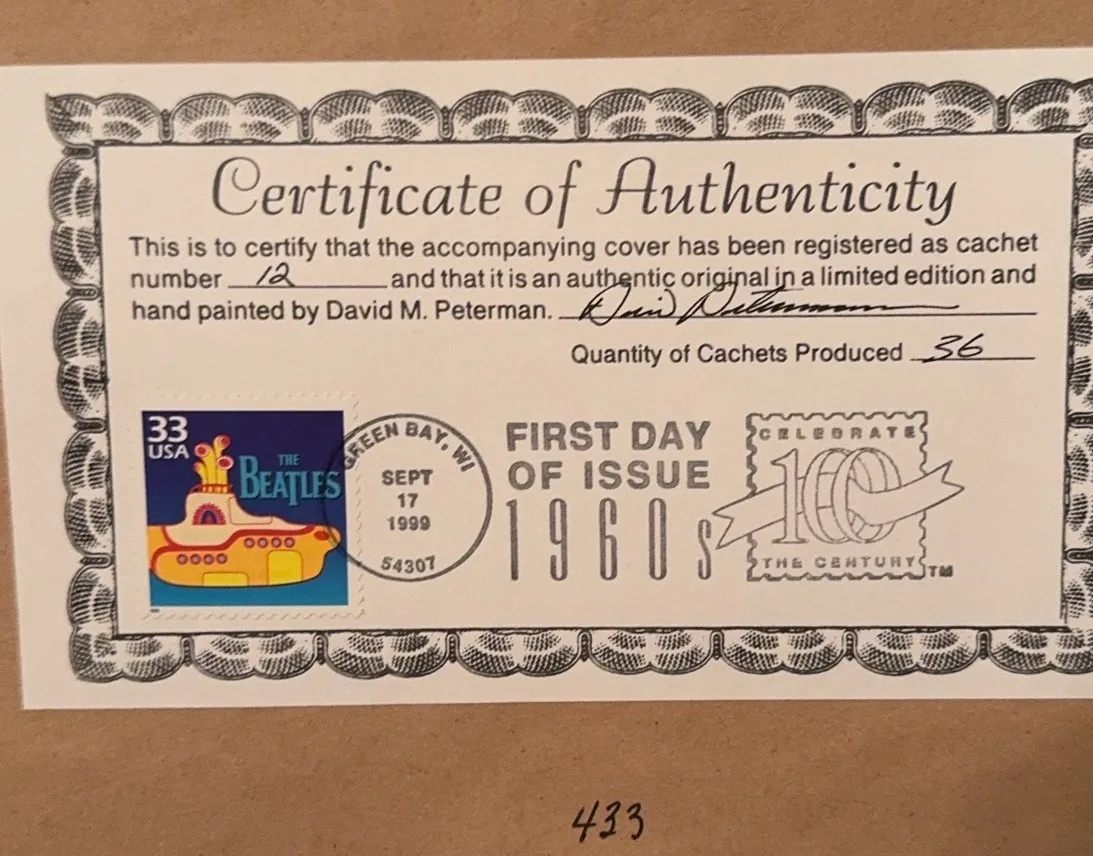 Certificate of Authenticity
This is to certify that the accompanying cover has been registered as cachet
number 12 and that it is an authentic original in a limited edition and
hand painted by David M. Peterman. David Peterman
Quantity of Cachets Produced 36
33
USA
THE
BEATLES
GREEN BAY, WI
SEPT
17
1999
54307
FIRST DAY
OF ISSUE
1960s
CELEBRATE
100
THE CENTURY
TM
433